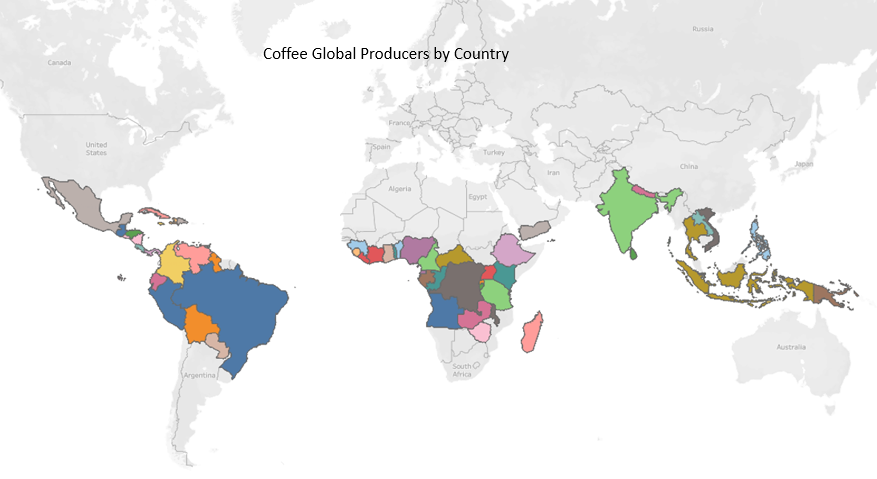 Coffee Global Producers by Country
Russia
Canada
France
United
States
Spain
Turkey
China
Japan
Iran
Algeria
Egypt
Australia
South
Africa
Argentina